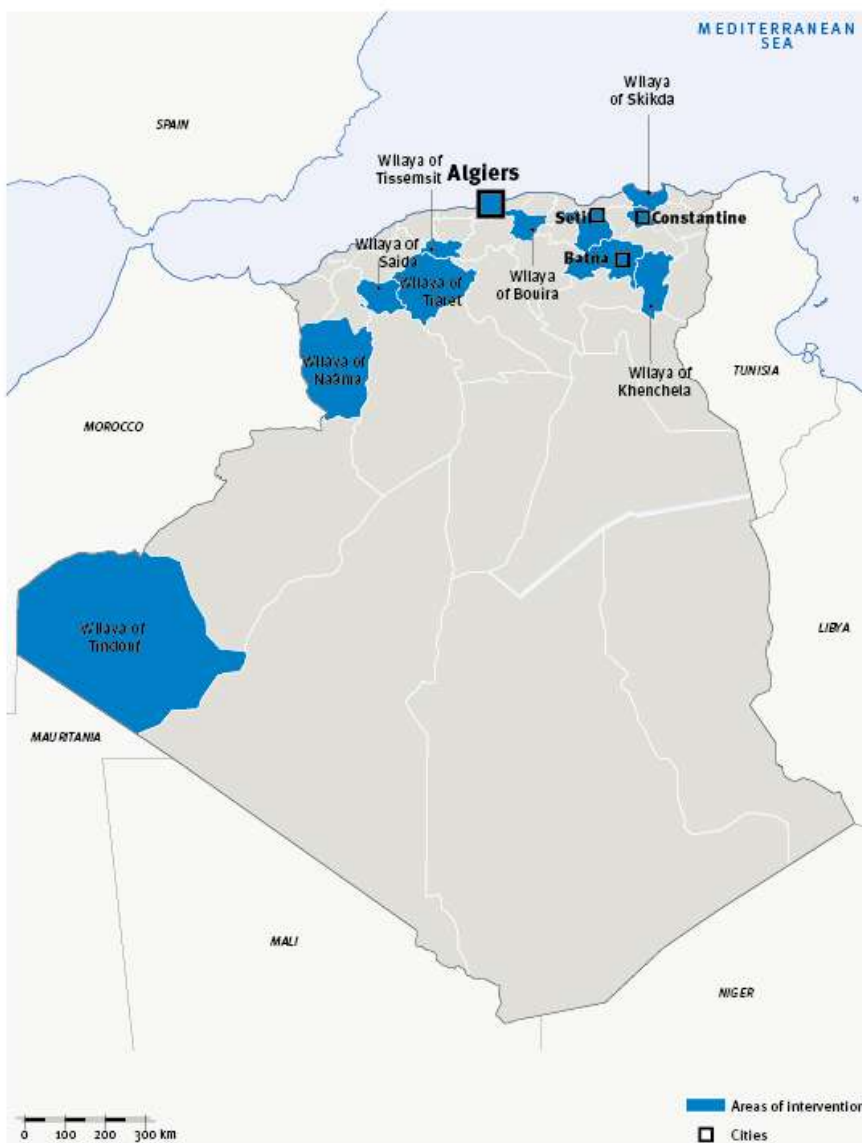 MEDITERRANEAN
SEA
Wilaya
of Skikda
SPAIN
Wilaya of
Tissemsit
Algiers
Setif
Constantine
Wilaya of
Saida
Batna
Wilaya of
Tiaret
Wilaya
of Bouira
Wilaya of
Naâma
Wilaya of
Khenchela
TUNISIA
MOROCCO
Wilaya of
Tindouf
LIBYA
MAURITANIA
MALI
NIGER
Areas of intervention
0 100 200 300 km
Cities